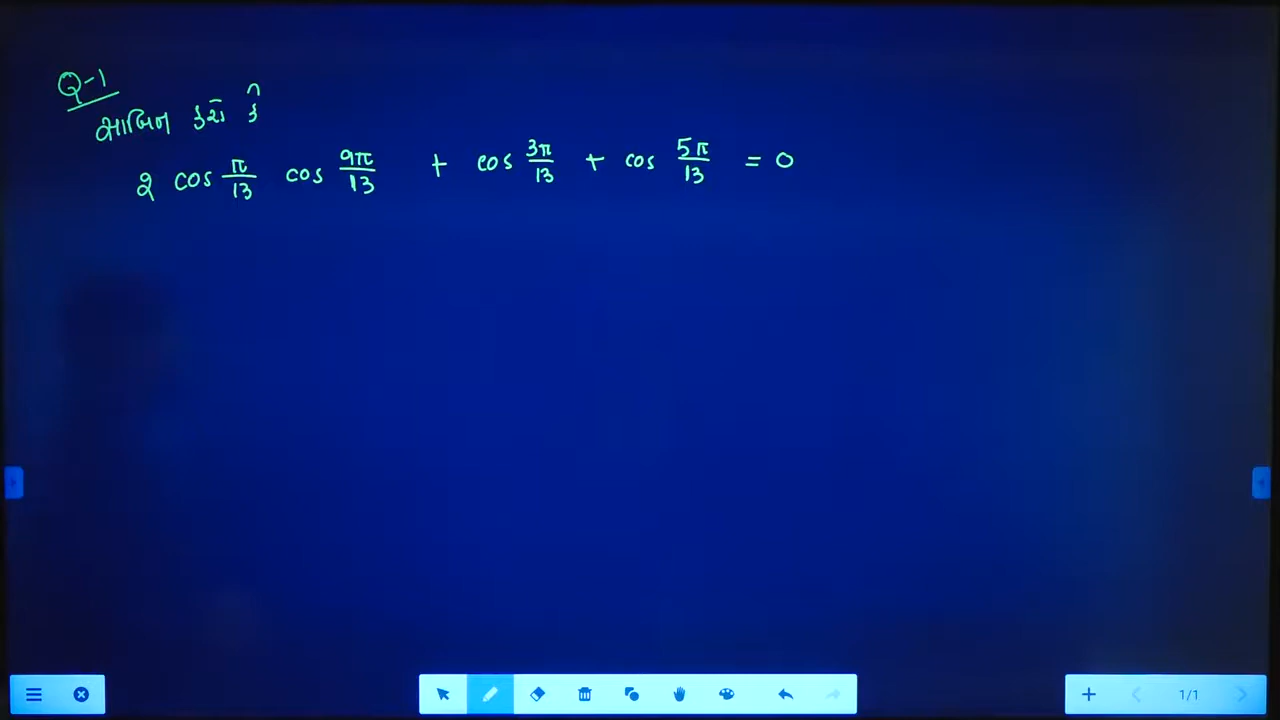 Q-1
સાબિત કરો કે
2 cos π/13 cos 9π/13 + cos 3π/13 + cos 5π/13 = 0
1/1